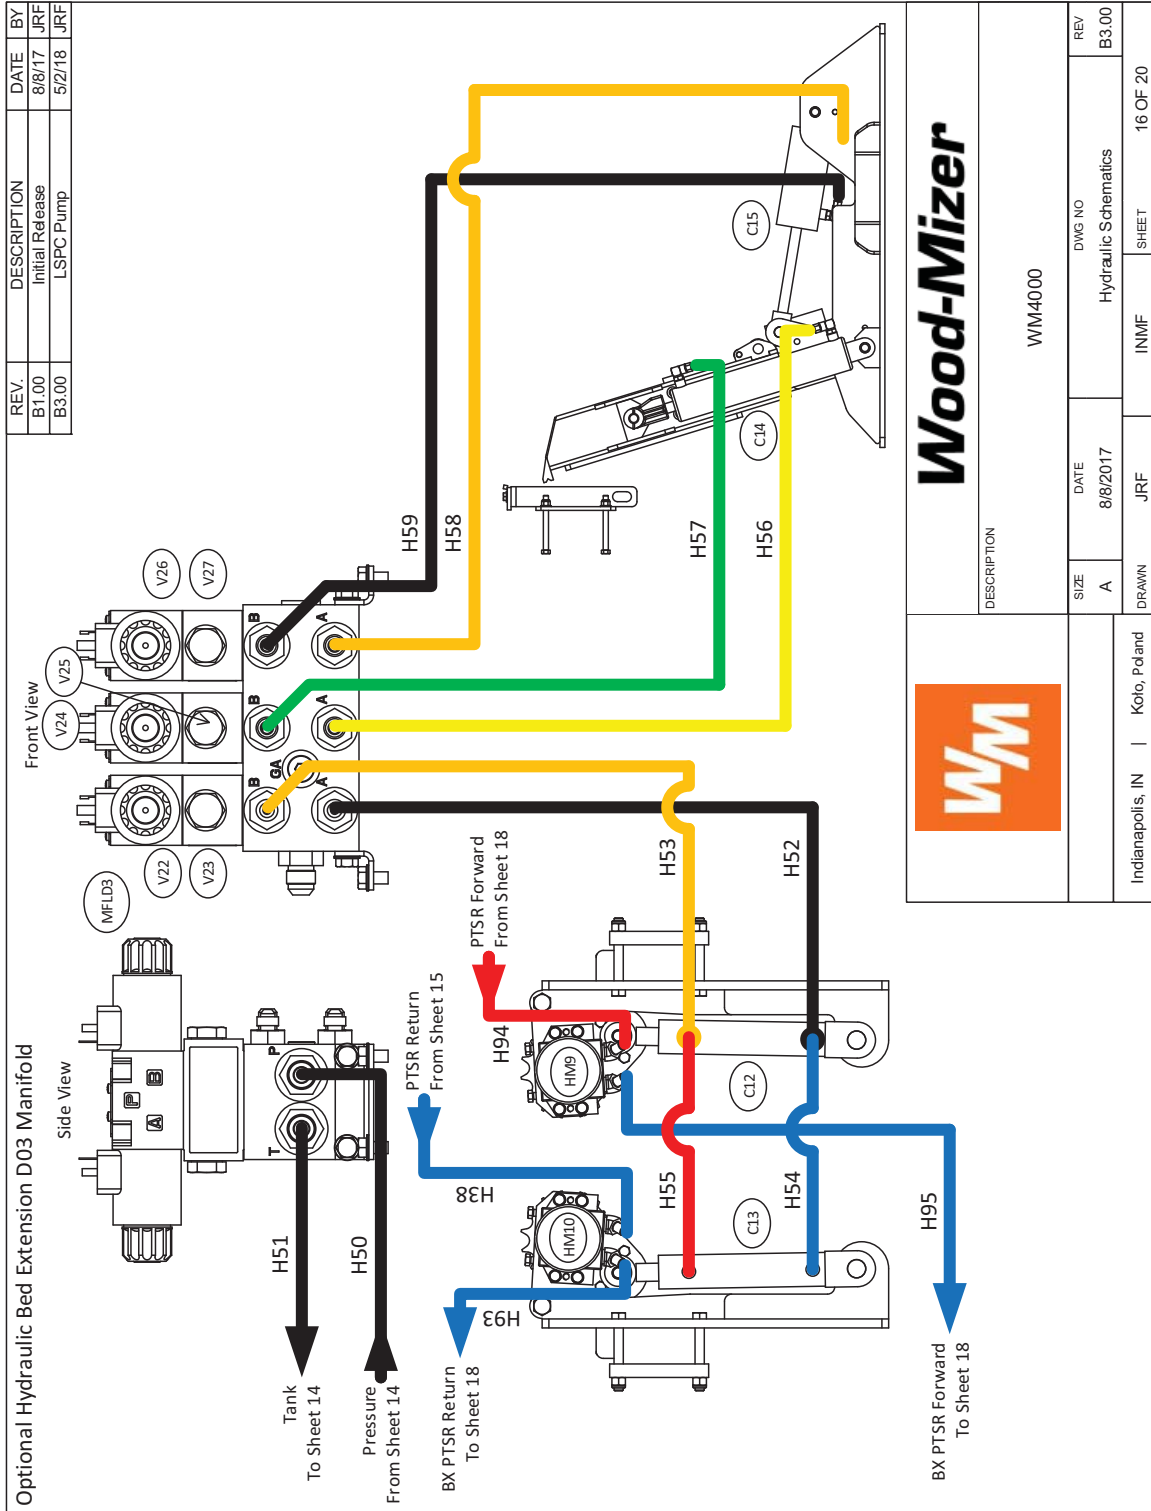 Optional Hydraulic Bed Extension D03 Manifold
REV. DESCRIPTION DATE BY
B1.00 Initial Release 8/8/17 JRF
B3.00 LSPC Pump 5/2/18 JRF
Side View
Front View
MFLD3
V22
V23
V24
V25
V26
V27
A P B
T P
B B B
GA
A A A
H51
Tank
To Sheet 14
H50
Pressure
From Sheet 14
H59
H58
H57
H56
C15
C14
PTSR Return
From Sheet 15
H38
PTSR Forward
From Sheet 18
H94
H53
H52
BX PTSR Return
To Sheet 18
H93
HM10
HM9
H55
H54
C13
C12
H95
BX PTSR Forward
To Sheet 18
WM
Wood-Mizer
DESCRIPTION
WM4000
SIZE DATE DWG NO REV
A 8/8/2017 Hydraulic Schematics B3.00
Indianapolis, IN | Koło, Poland
DRAWN JRF INMF SHEET 16 OF 20